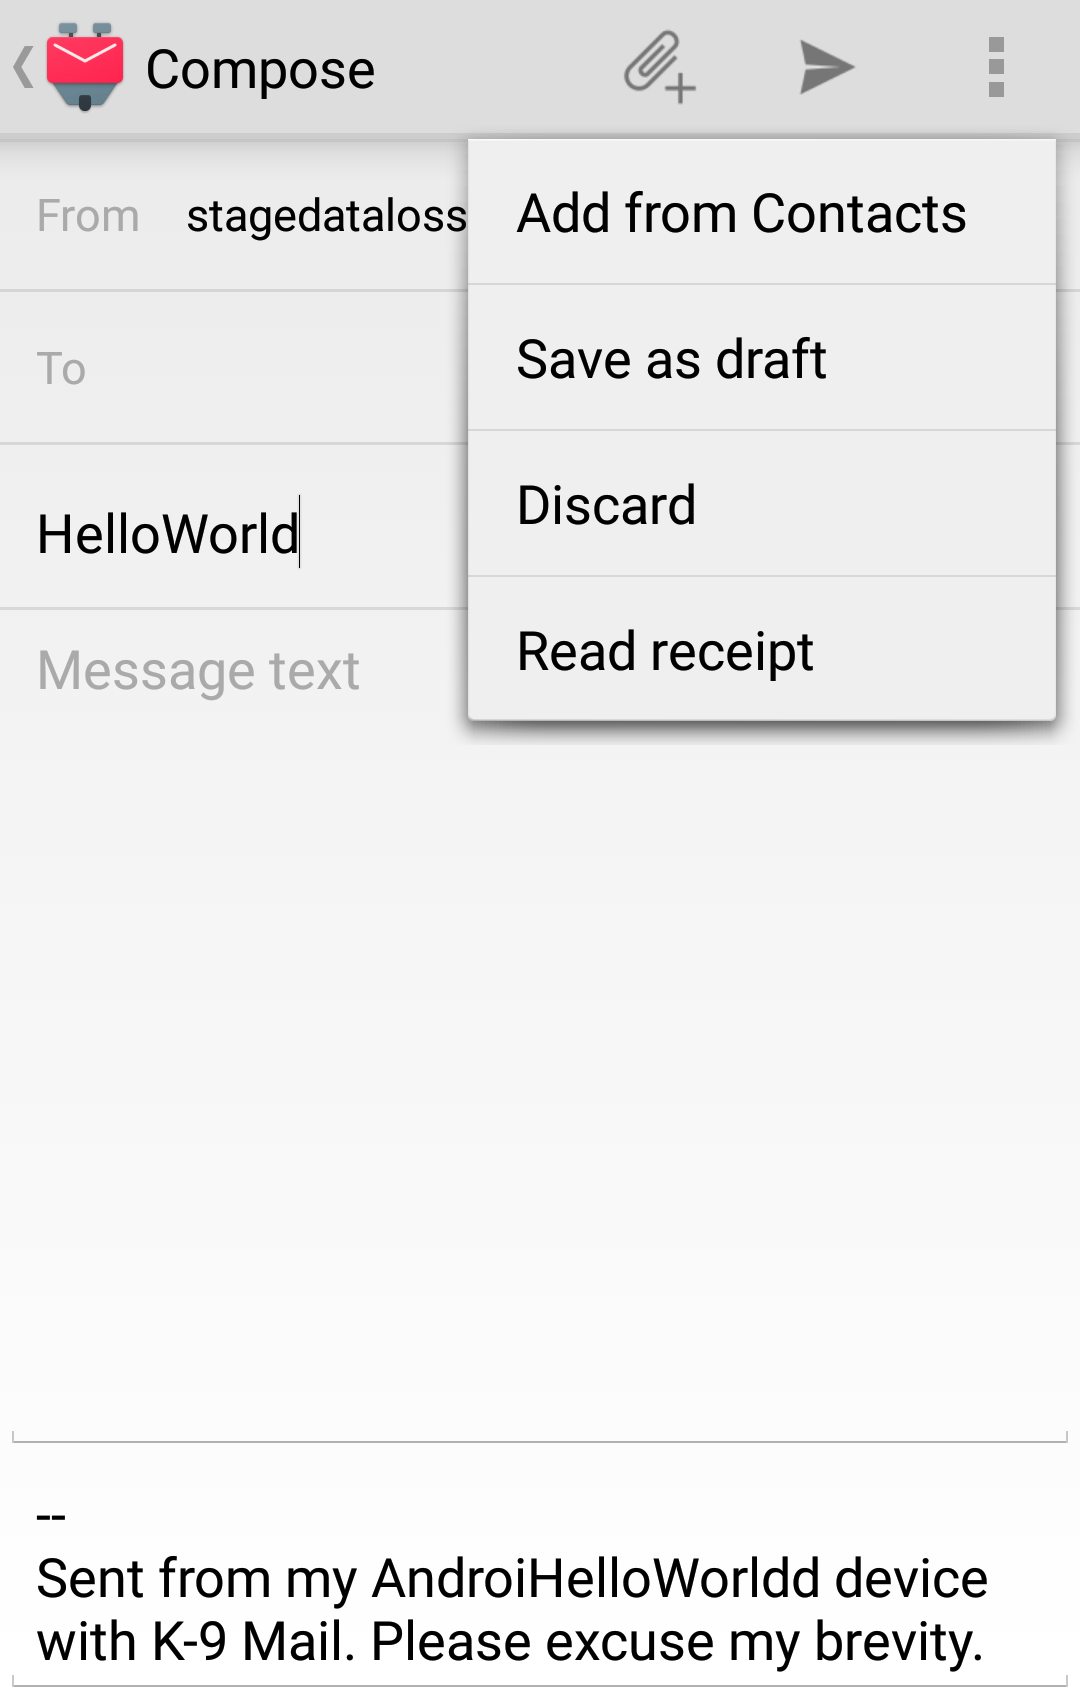 Compose
From stagedataloss
Add from Contacts
To
Save as draft
HelloWorld
Discard
Message text
Read receipt
--
Sent from my AndroiHelloWorldd device
with K-9 Mail. Please excuse my brevity.